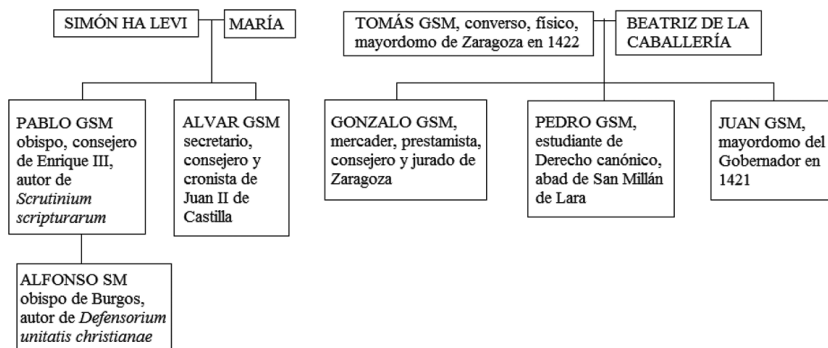 SIMÓN HA LEVI
MARÍA
TOMÁS GSM, converso, físico,
mayordomo de Zaragoza en 1422
BEATRIZ DE LA
CABALLERÍA
PABLO GSM
obispo, consejero
de Enrique III,
autor de
Scrutinium
scripturarum
ALVAR GSM
secretario,
consejero y
cronista de
Juan II de
Castilla
GONZALO GSM,
mercader, prestamista,
consejero y jurado de
Zaragoza
PEDRO GSM,
estudiante de
Derecho canónico,
abad de San Millán
de Lara
JUAN GSM,
mayordomo del
Gobernador en
1421
ALFONSO SM
obispo de Burgos,
autor de Defensorium
unitatis christianae